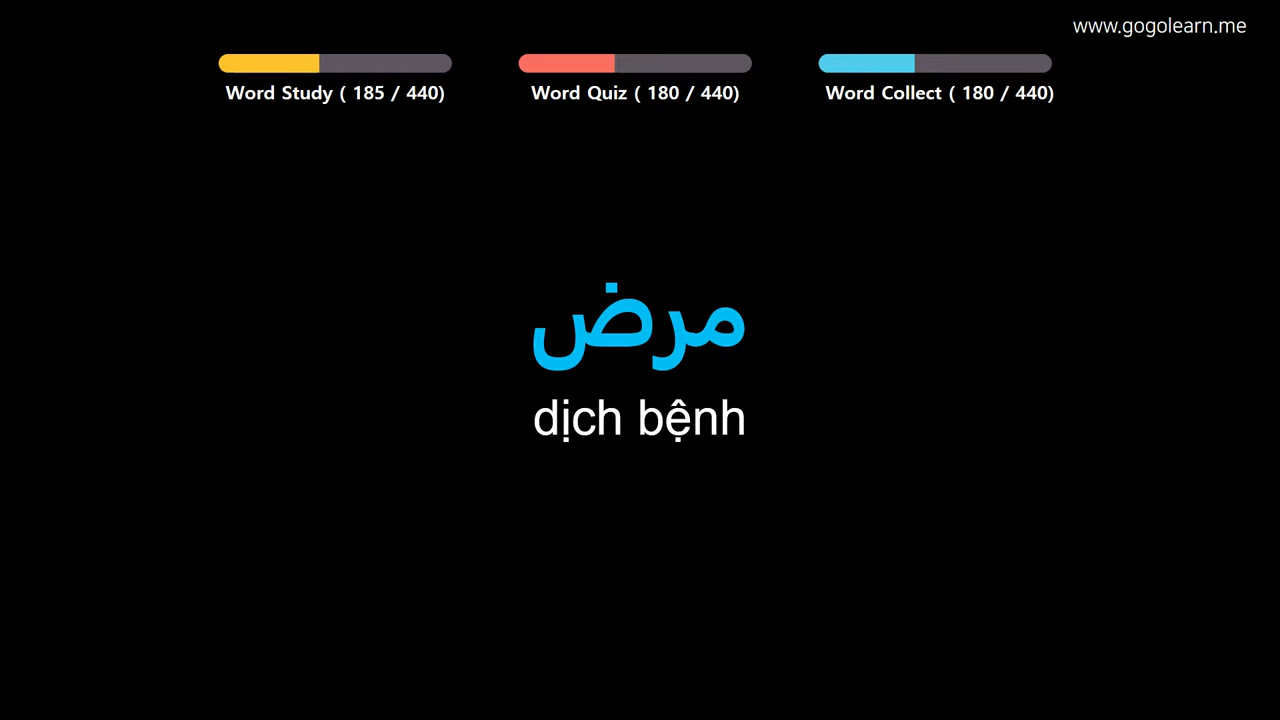 www.gogolearn.me
Word Study ( 185 / 440)
Word Quiz ( 180 / 440)
Word Collect ( 180 / 440)
مرض
dịch bệnh